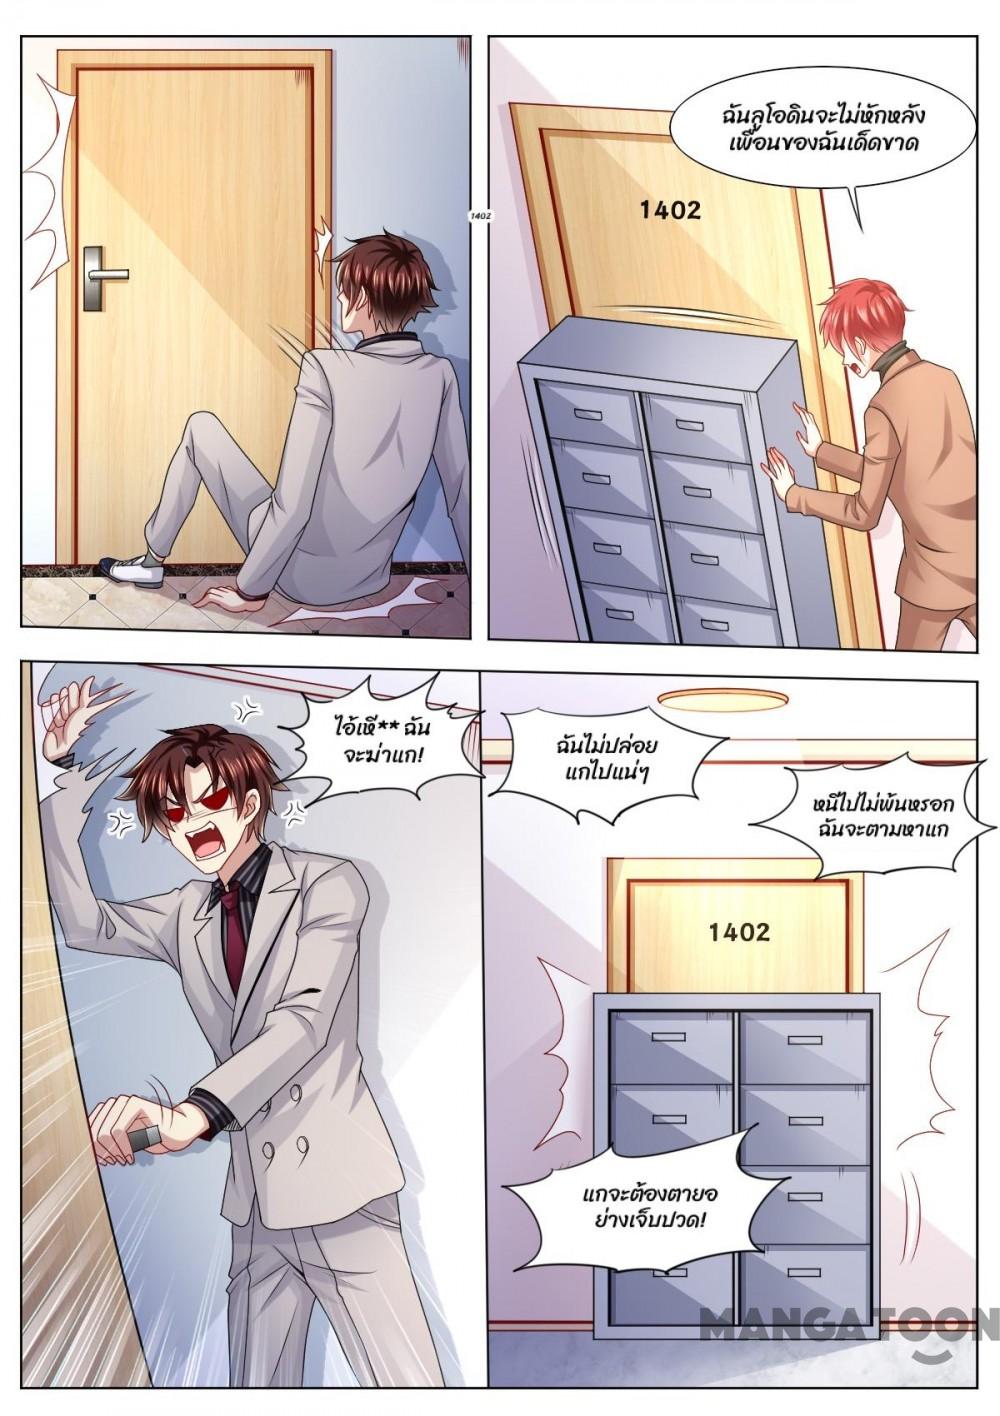 ฉันลูโอดินจะไม่หักหลัง
เพื่อนของฉันเด็ดขาด
1402
1402
ไอ้เหี้** ฉัน
จะฆ่าแก!
ฉันไม่ปล่อย
แกไปแน่ๆ
หนีไปไม่พ้นหรอก
ฉันจะตามหาแก
1402
แกจะต้องตายอ
ย่างเจ็บปวด!
MANGATOON